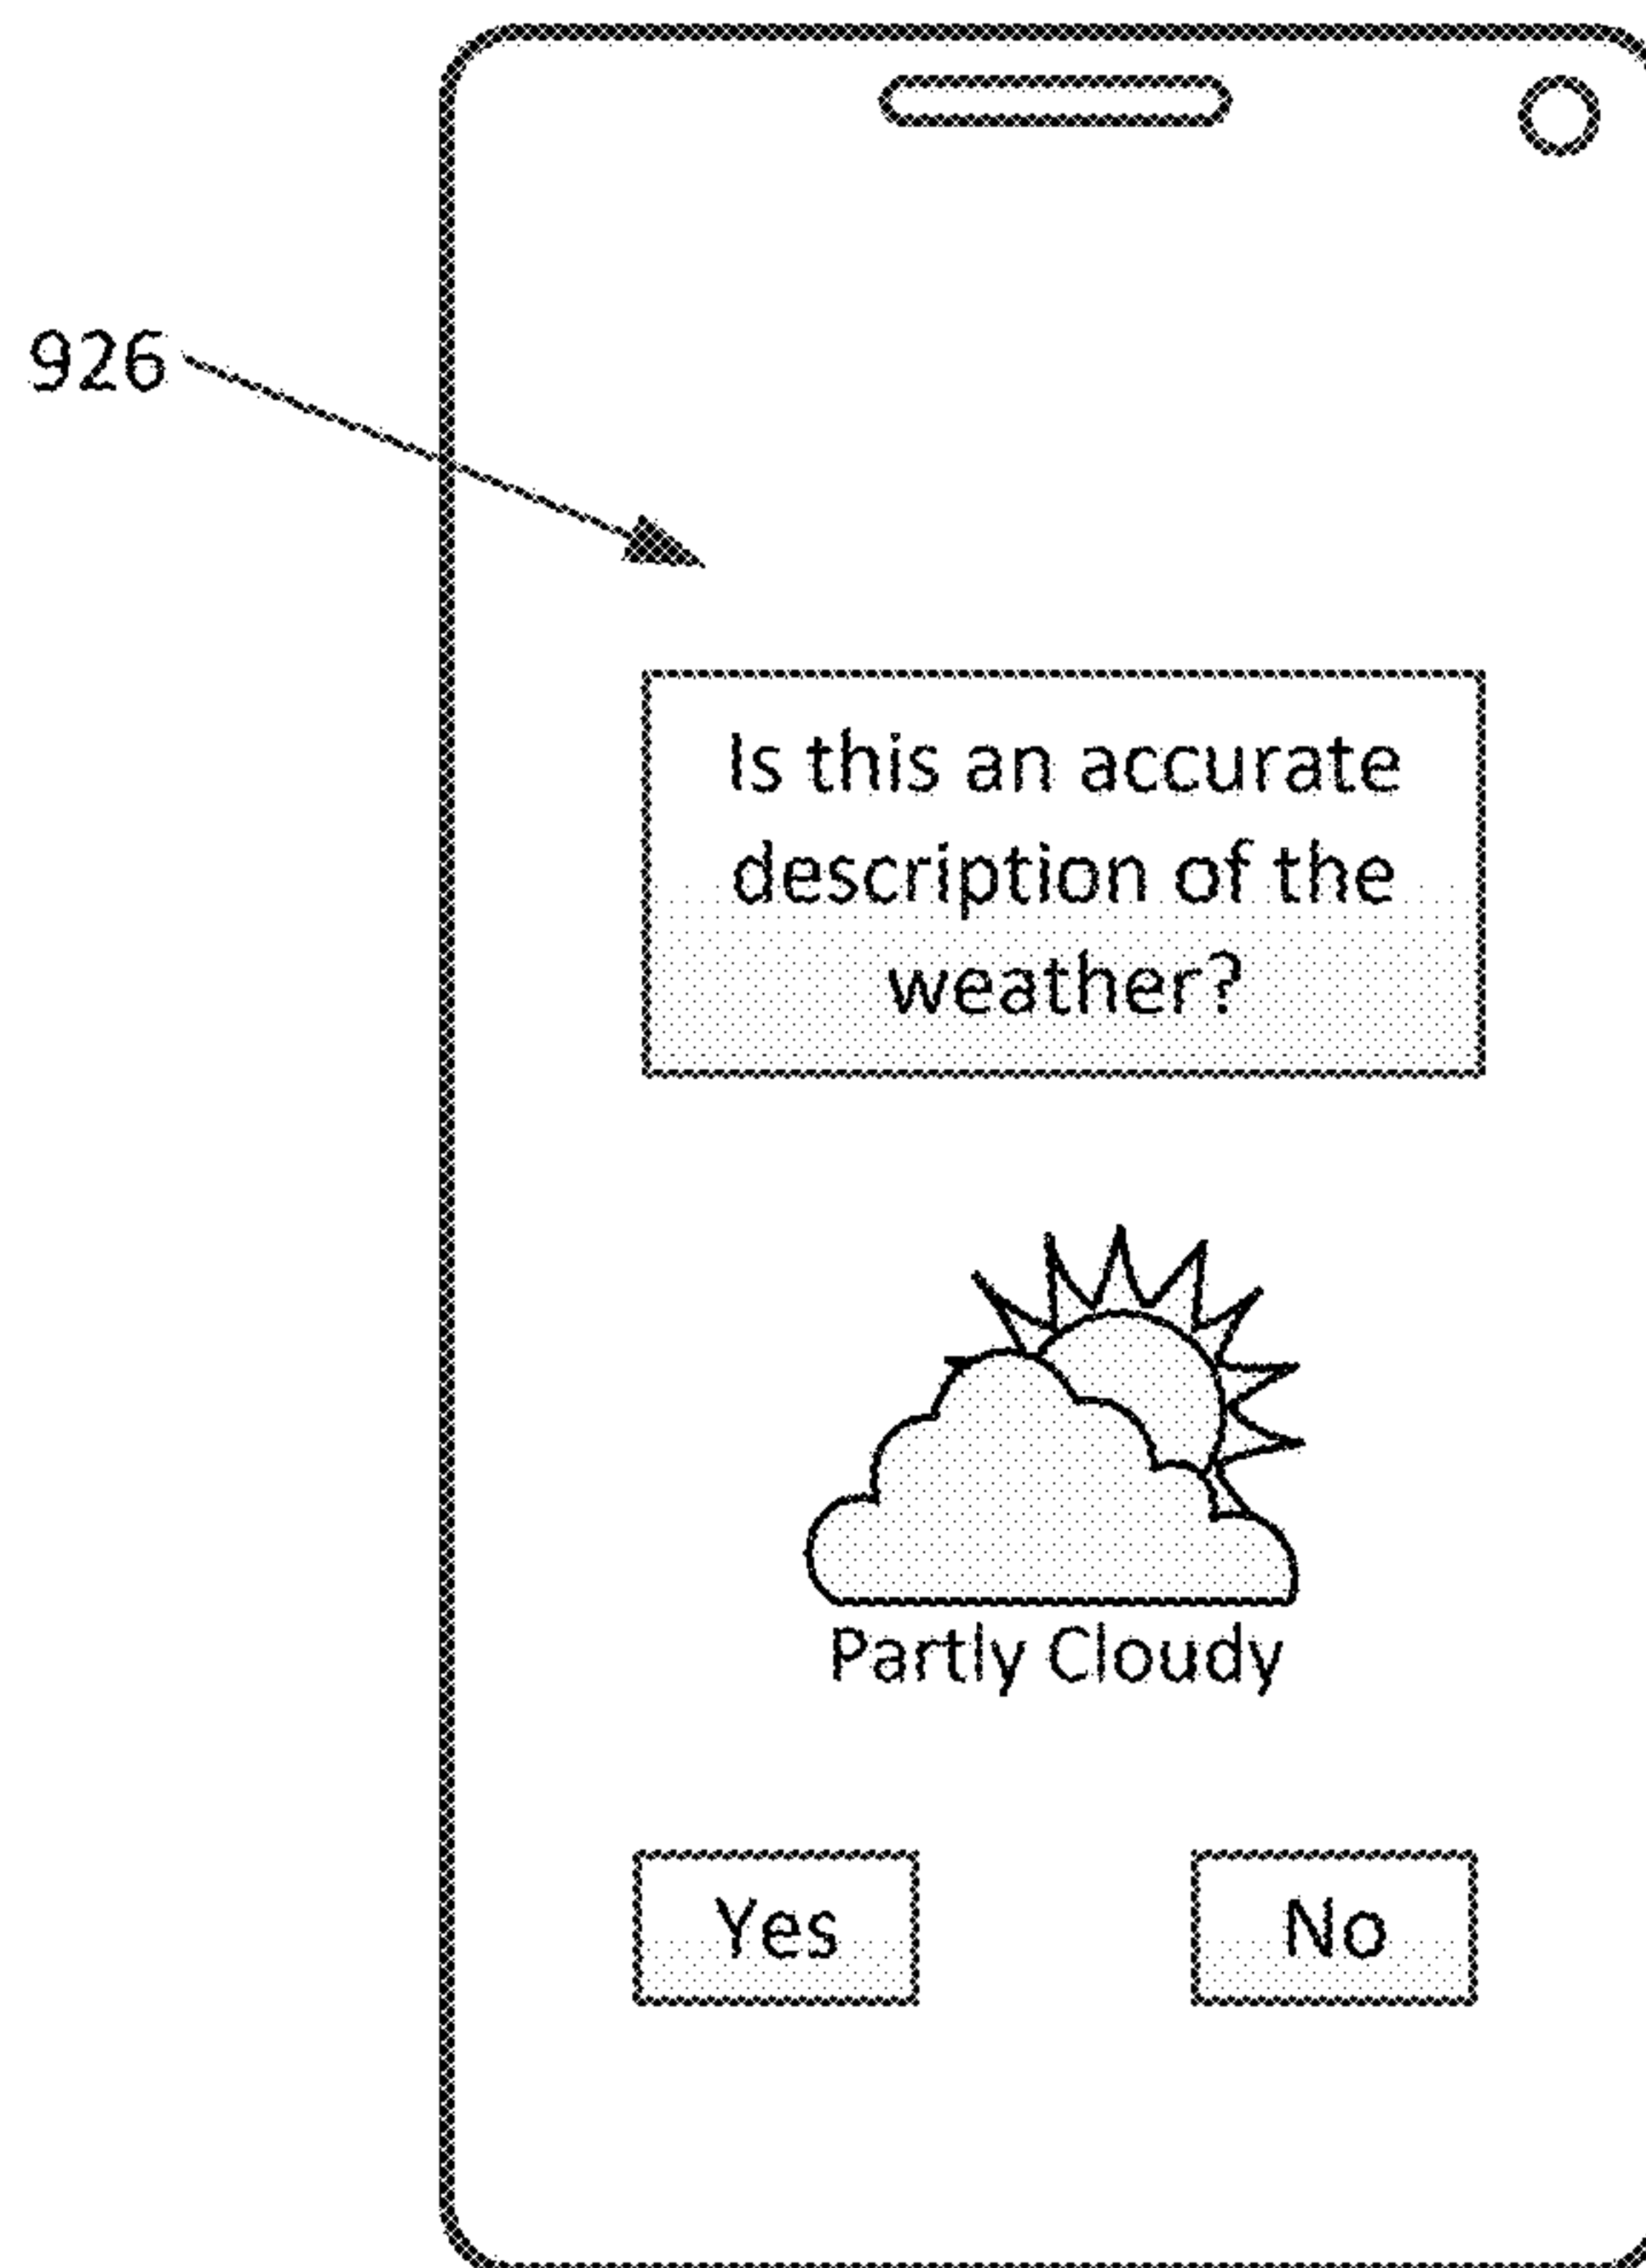 926
Is this an accurate
description of the
weather?
Partly Cloudy
Yes
No